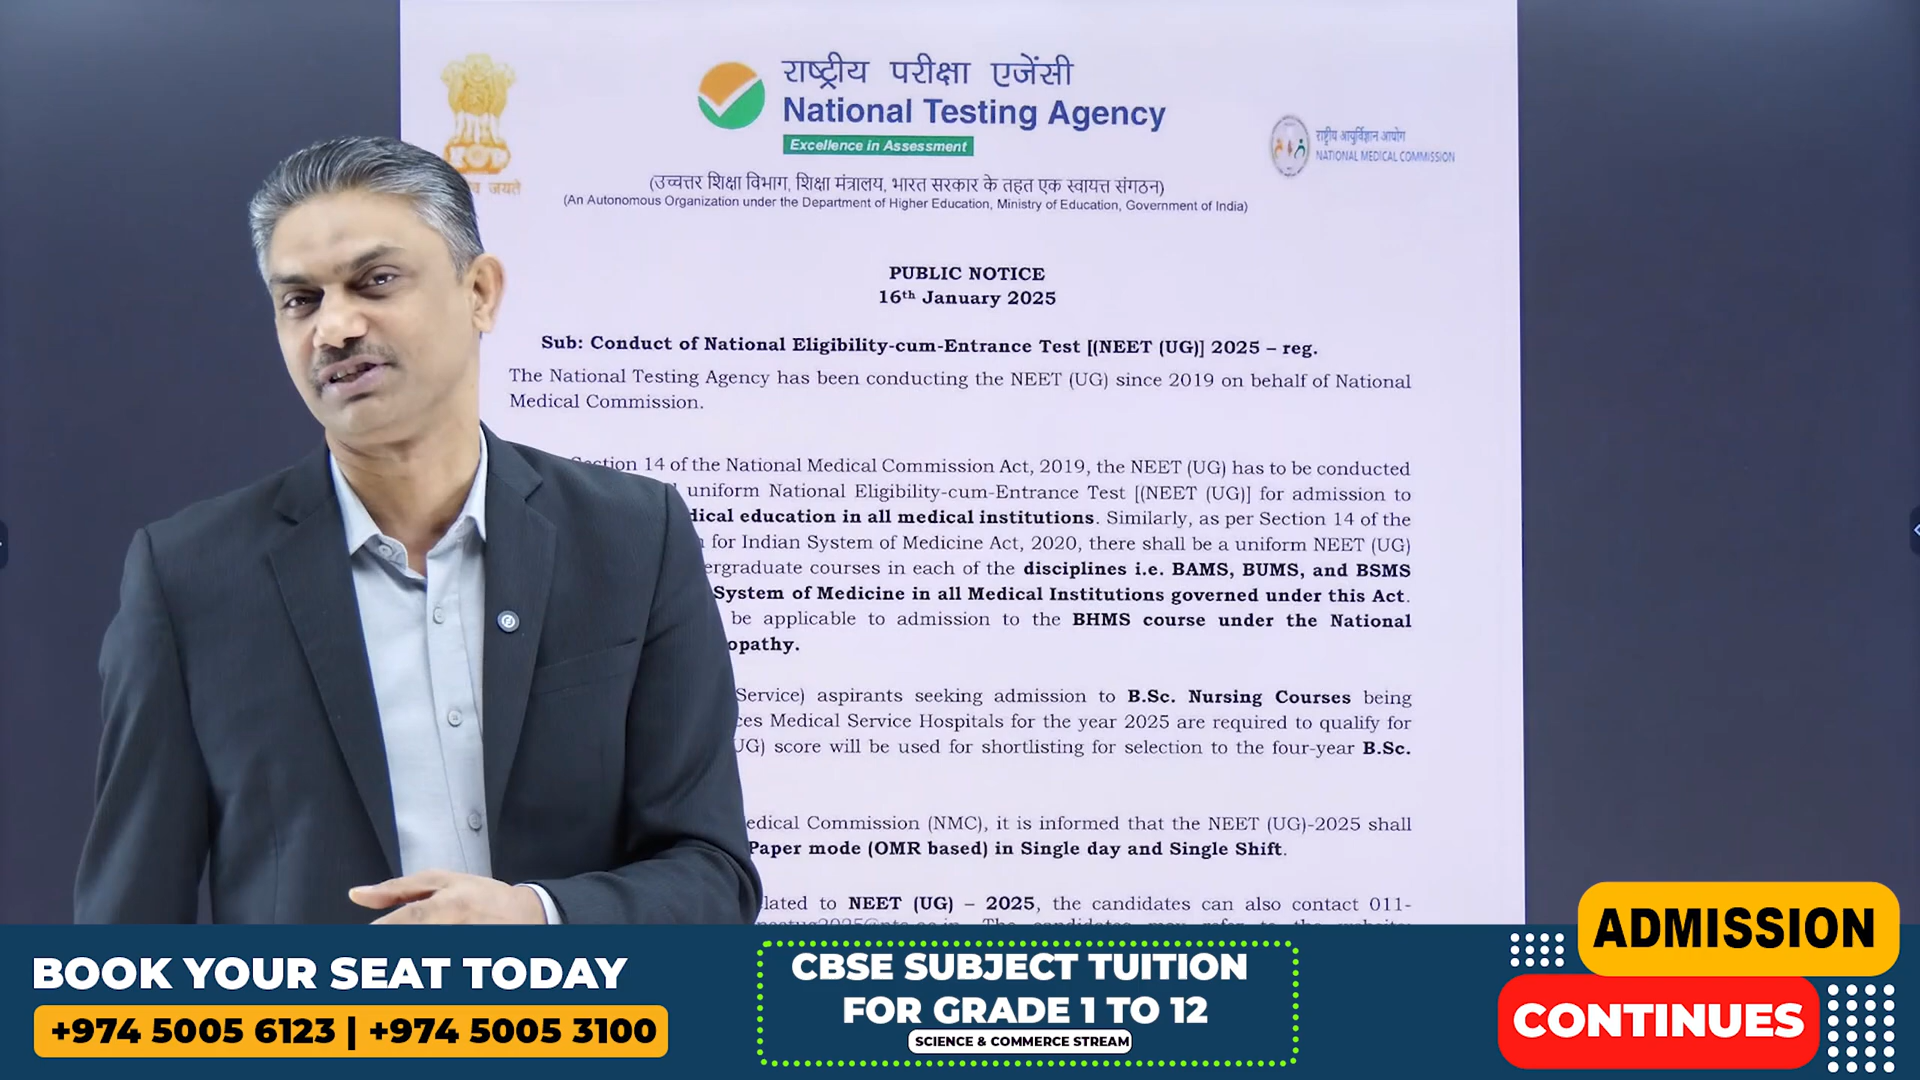 राष्ट्रीय परीक्षा एजेंसी
National Testing Agency
Excellence in Assessment
राष्ट्रीय आयुर्विज्ञान आयोग
NATIONAL MEDICAL COMMISSION
जयते
(उच्चत्तर शिक्षा विभाग, शिक्षा मंत्रालय, भारत सरकार के तहत एक स्वायत्त संगठन)
(An Autonomous Organization under the Department of Higher Education, Ministry of Education, Government of India)
PUBLIC NOTICE
16th January 2025
Sub: Conduct of National Eligibility-cum-Entrance Test [(NEET (UG)] 2025 – reg.
The National Testing Agency has been conducting the NEET (UG) since 2019 on behalf of National
Medical Commission.
Section 14 of the National Medical Commission Act, 2019, the NEET (UG) has to be conducted
uniform National Eligibility-cum-Entrance Test [(NEET (UG)] for admission to
dical education in all medical institutions. Similarly, as per Section 14 of the
for Indian System of Medicine Act, 2020, there shall be a uniform NEET (UG)
ergraduate courses in each of the disciplines i.e. BAMS, BUMS, and BSMS
System of Medicine in all Medical Institutions governed under this Act.
be applicable to admission to the BHMS course under the National
opathy.
Service) aspirants seeking admission to B.Sc. Nursing Courses being
ces Medical Service Hospitals for the year 2025 are required to qualify for
UG) score will be used for shortlisting for selection to the four-year B.Sc.
edical Commission (NMC), it is informed that the NEET (UG)-2025 shall
Paper mode (OMR based) in Single day and Single Shift.
lated to NEET (UG) – 2025, the candidates can also contact 011-
BOOK YOUR SEAT TODAY
+974 5005 6123 | +974 5005 3100
CBSE SUBJECT TUITION
FOR GRADE 1 TO 12
SCIENCE & COMMERCE STREAM
ADMISSION
CONTINUES